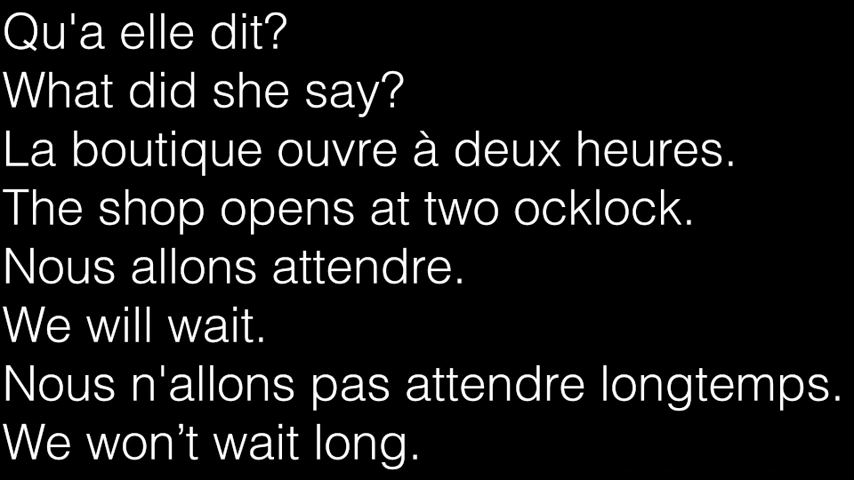 Qu'a elle dit?
What did she say?
La boutique ouvre à deux heures.
The shop opens at two ocklock.
Nous allons attendre.
We will wait.
Nous n'allons pas attendre longtemps.
We won’t wait long.